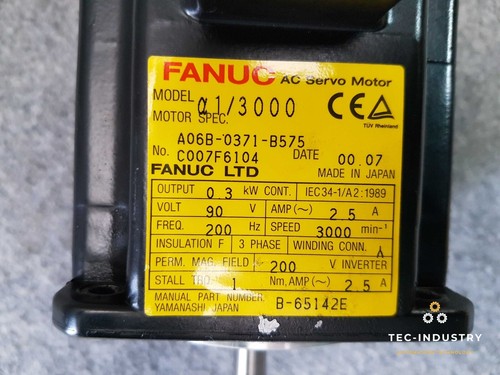 FANUC AC Servo Motor
MODEL α1/3000
MOTOR SPEC.
A06B-0371-B575
No. C007F6104 DATE 00.07
FANUC LTD MADE IN JAPAN
CE TÜV Rheinland
OUTPUT 0.3 kW CONT. IEC34-1/A2:1989
VOLT 90 V AMP(~) 2.5 A
FREQ. 200 Hz SPEED 3000 min⁻¹
INSULATION F 3 PHASE WINDING CONN.
PERM. MAG. FIELD 200 V INVERTER
STALL TRQ. 1 Nm, AMP(~) 2.5 A
MANUAL PART NUMBER B-65142E
YAMANASHI JAPAN
TEC-INDUSTRY